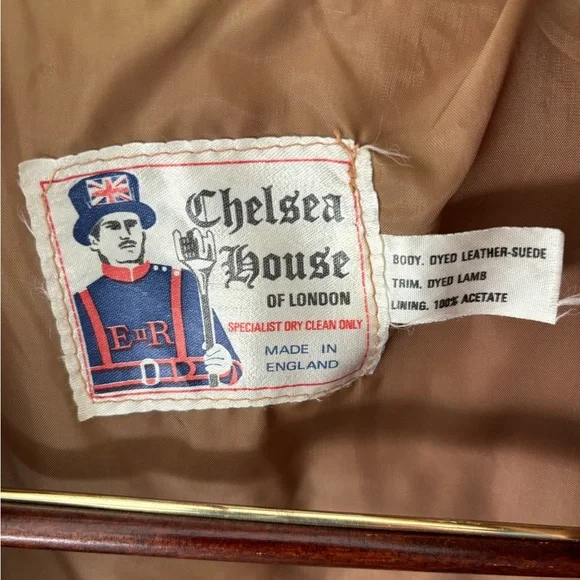 Chelsea
House
OF LONDON
SPECIALIST DRY CLEAN ONLY
MADE IN
ENGLAND
EIIR
BODY. DYED LEATHER-SUEDE
TRIM. DYED LAMB
LINING. 100% ACETATE